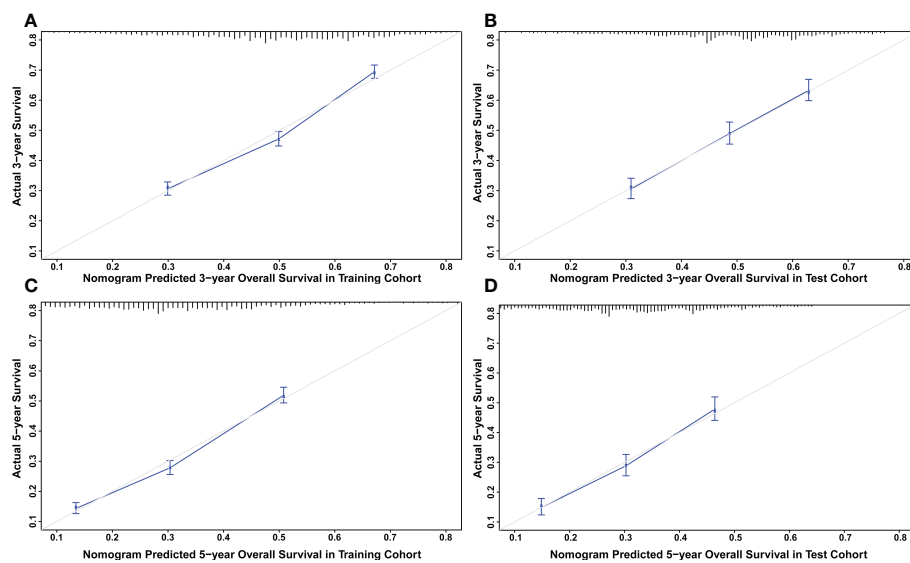 A
Actual 3−year Survival
0.8
0.7
0.6
0.5
0.4
0.3
0.2
0.1
0.1 0.2 0.3 0.4 0.5 0.6 0.7 0.8
Nomogram Predicted 3−year Overall Survival in Training Cohort
B
Actual 3−year Survival
0.8
0.7
0.6
0.5
0.4
0.3
0.2
0.1
0.1 0.2 0.3 0.4 0.5 0.6 0.7 0.8
Nomogram Predicted 3−year Overall Survival in Test Cohort
C
Actual 5−year Survival
0.8
0.7
0.6
0.5
0.4
0.3
0.2
0.1
0.1 0.2 0.3 0.4 0.5 0.6 0.7 0.8
Nomogram Predicted 5−year Overall Survival in Training Cohort
D
Actual 5−year Survival
0.8
0.7
0.6
0.5
0.4
0.3
0.2
0.1
0.1 0.2 0.3 0.4 0.5 0.6 0.7 0.8
Nomogram Predicted 5−year Overall Survival in Test Cohort